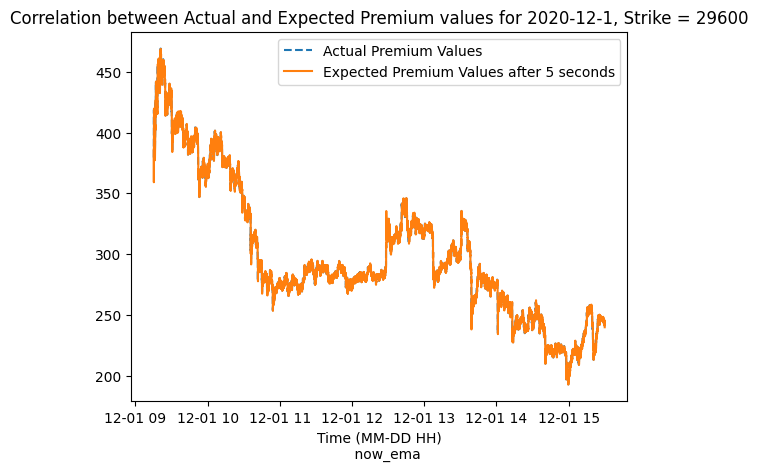 Correlation between Actual and Expected Premium values for 2020-12-1, Strike = 29600
Actual Premium Values
Expected Premium Values after 5 seconds
450
400
350
300
250
200
12-01 09 12-01 10 12-01 11 12-01 12 12-01 13 12-01 14 12-01 15
Time (MM-DD HH)
now_ema